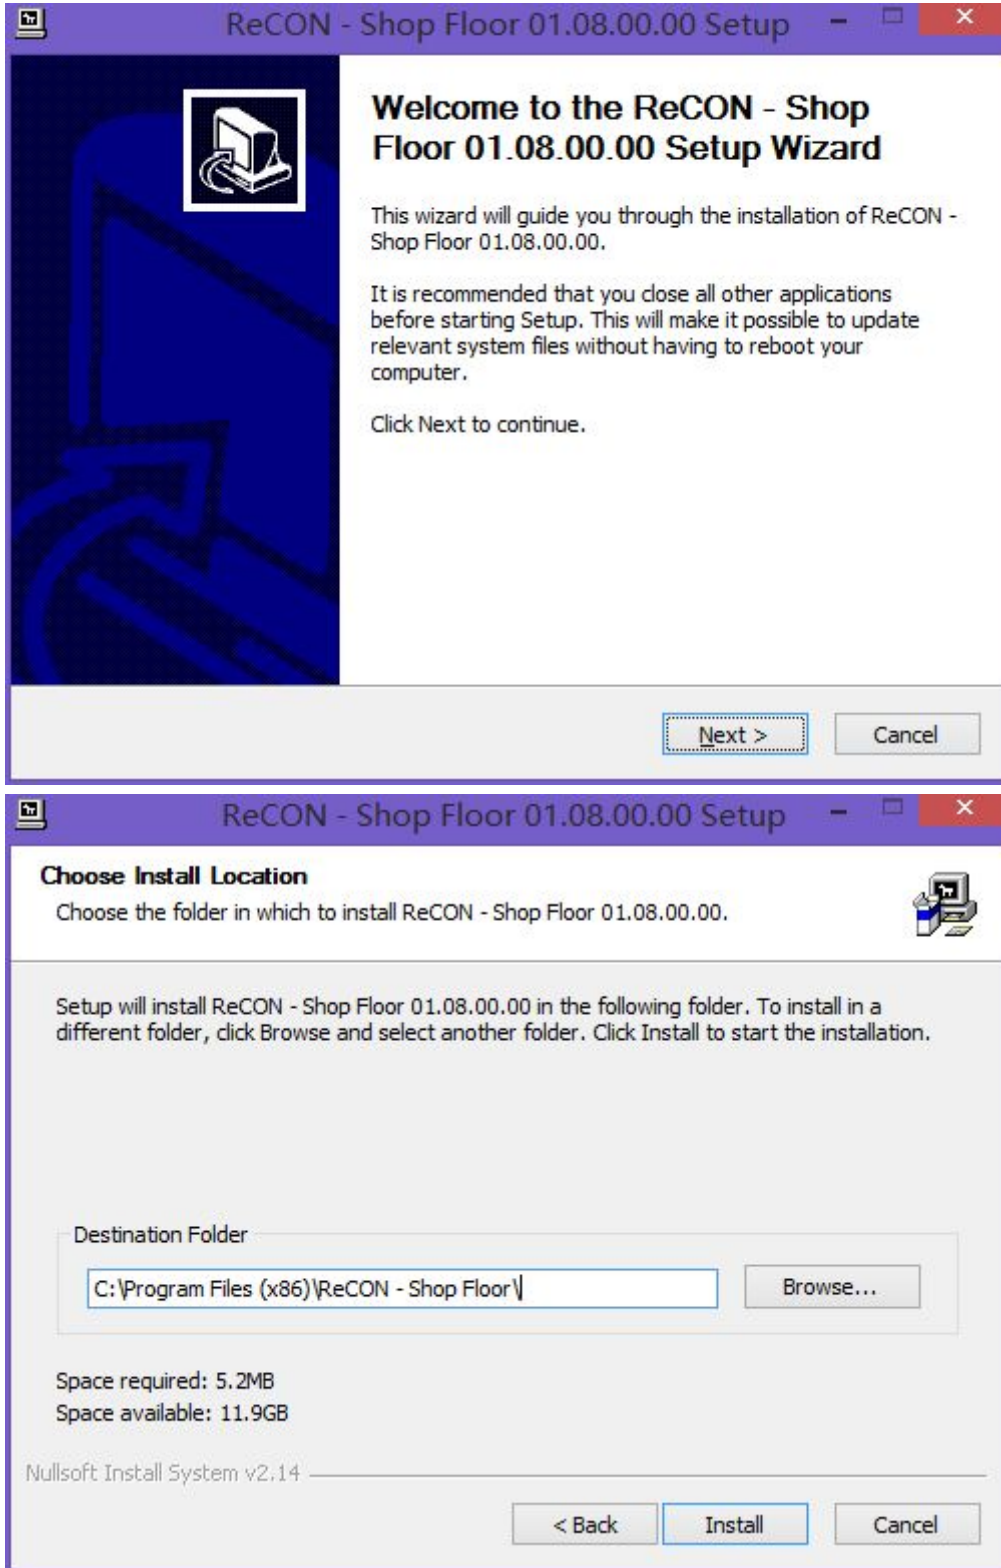 ReCON - Shop Floor 01.08.00.00 Setup
Welcome to the ReCON - Shop
Floor 01.08.00.00 Setup Wizard
This wizard will guide you through the installation of ReCON -
Shop Floor 01.08.00.00.
It is recommended that you close all other applications
before starting Setup. This will make it possible to update
relevant system files without having to reboot your
computer.
Click Next to continue.
Next > Cancel
ReCON - Shop Floor 01.08.00.00 Setup
Choose Install Location
Choose the folder in which to install ReCON - Shop Floor 01.08.00.00.
Setup will install ReCON - Shop Floor 01.08.00.00 in the following folder. To install in a
different folder, click Browse and select another folder. Click Install to start the installation.
Destination Folder
C:\Program Files (x86)\ReCON - Shop Floor\ Browse...
Space required: 5.2MB
Space available: 11.9GB
Nullsoft Install System v2.14
< Back Install Cancel